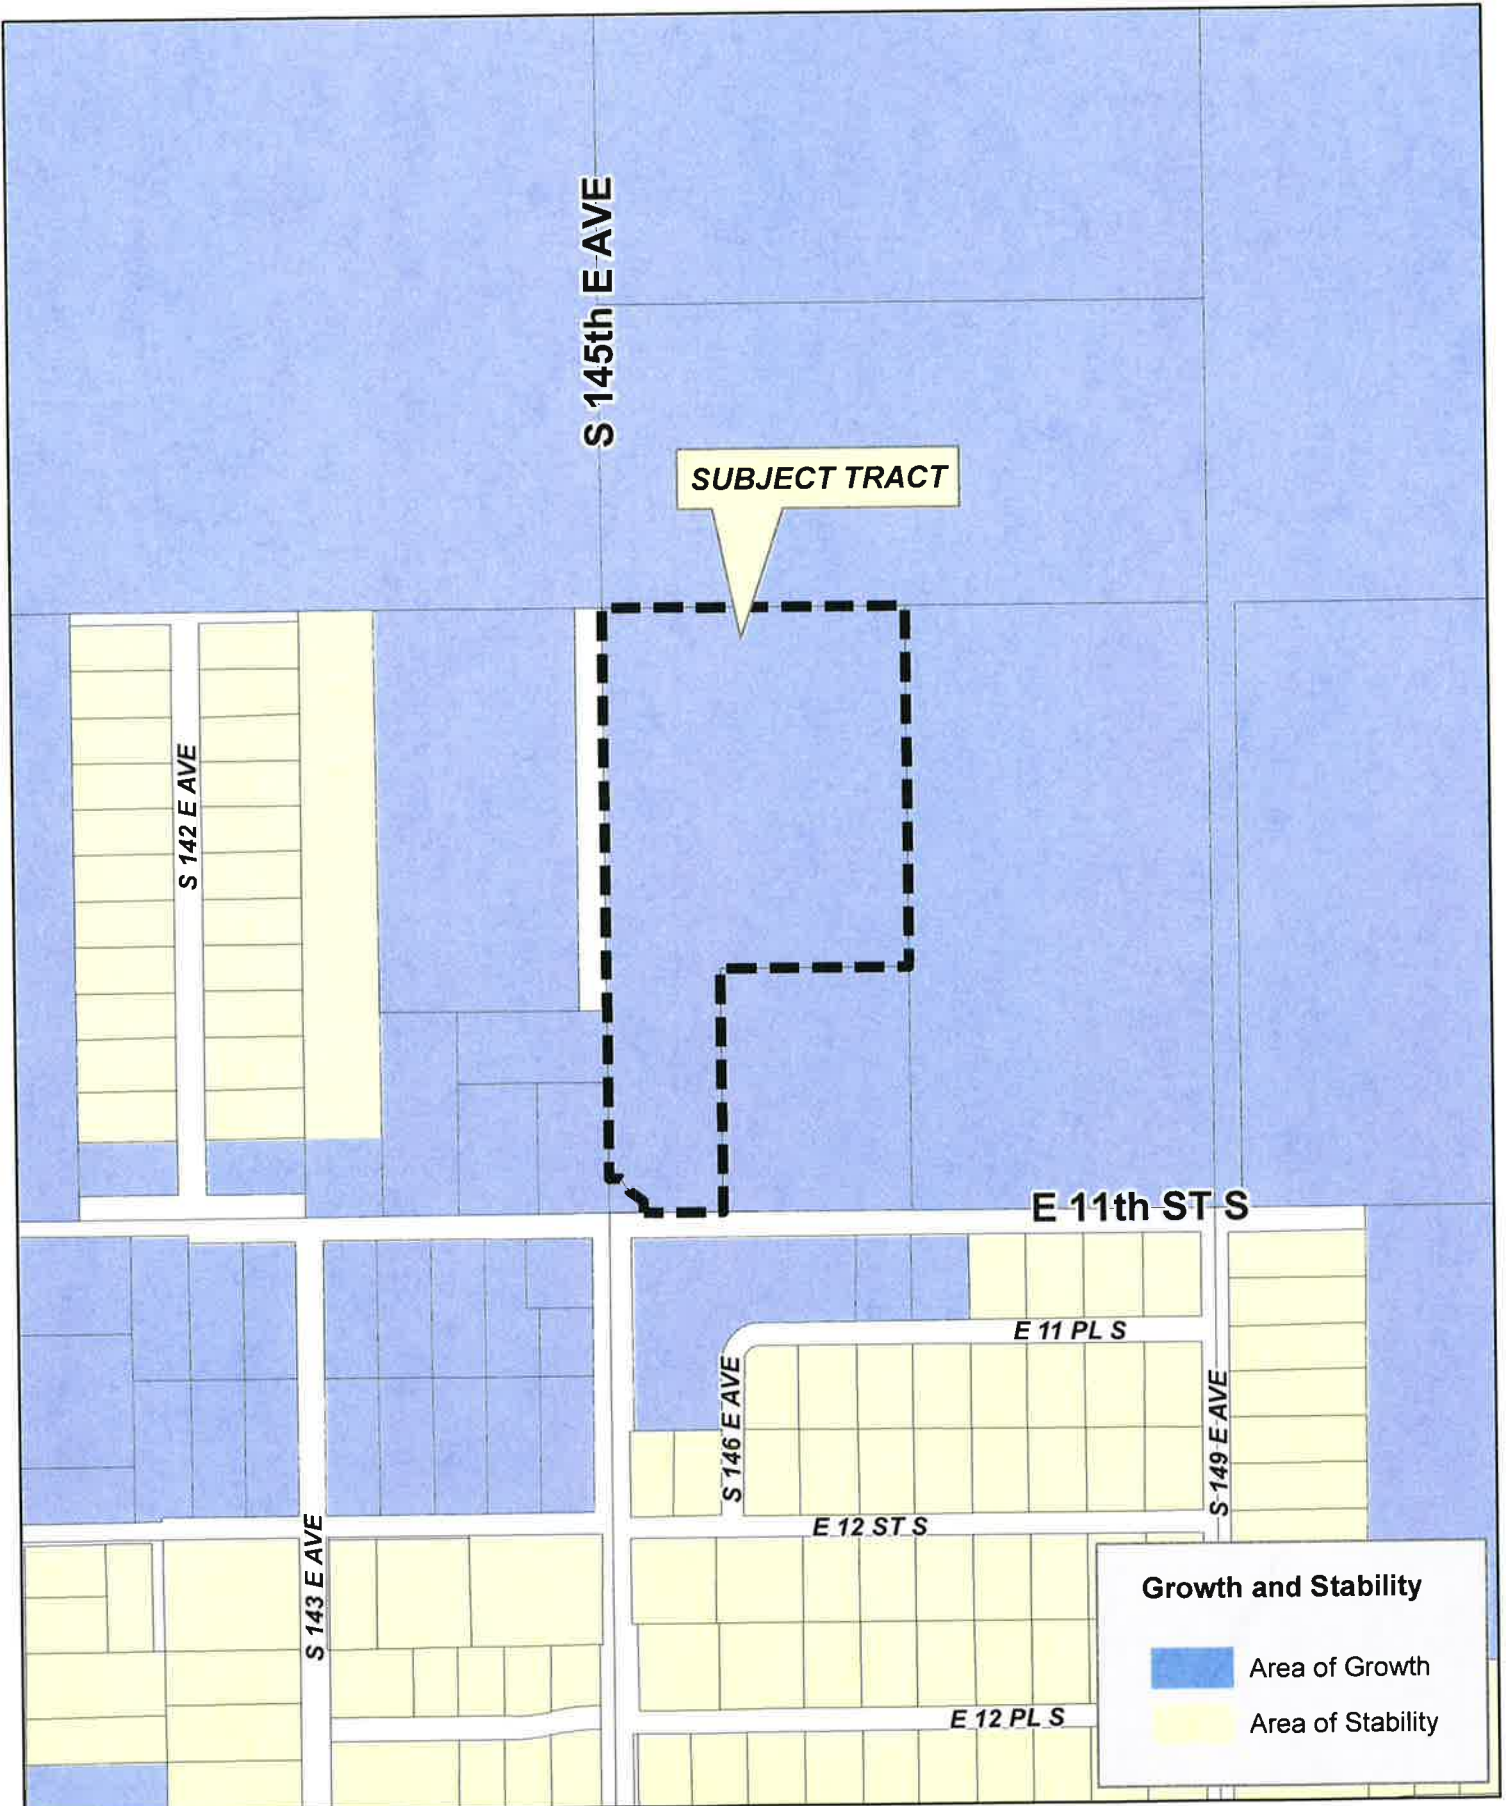 S 145th E AVE
SUBJECT TRACT
S 142 E AVE
E 11th ST S
E 11 PL S
S 146 E AVE
S 149 E AVE
E 12 ST S
S 143 E AVE
E 12 PL S
Growth and Stability
Area of Growth
Area of Stability